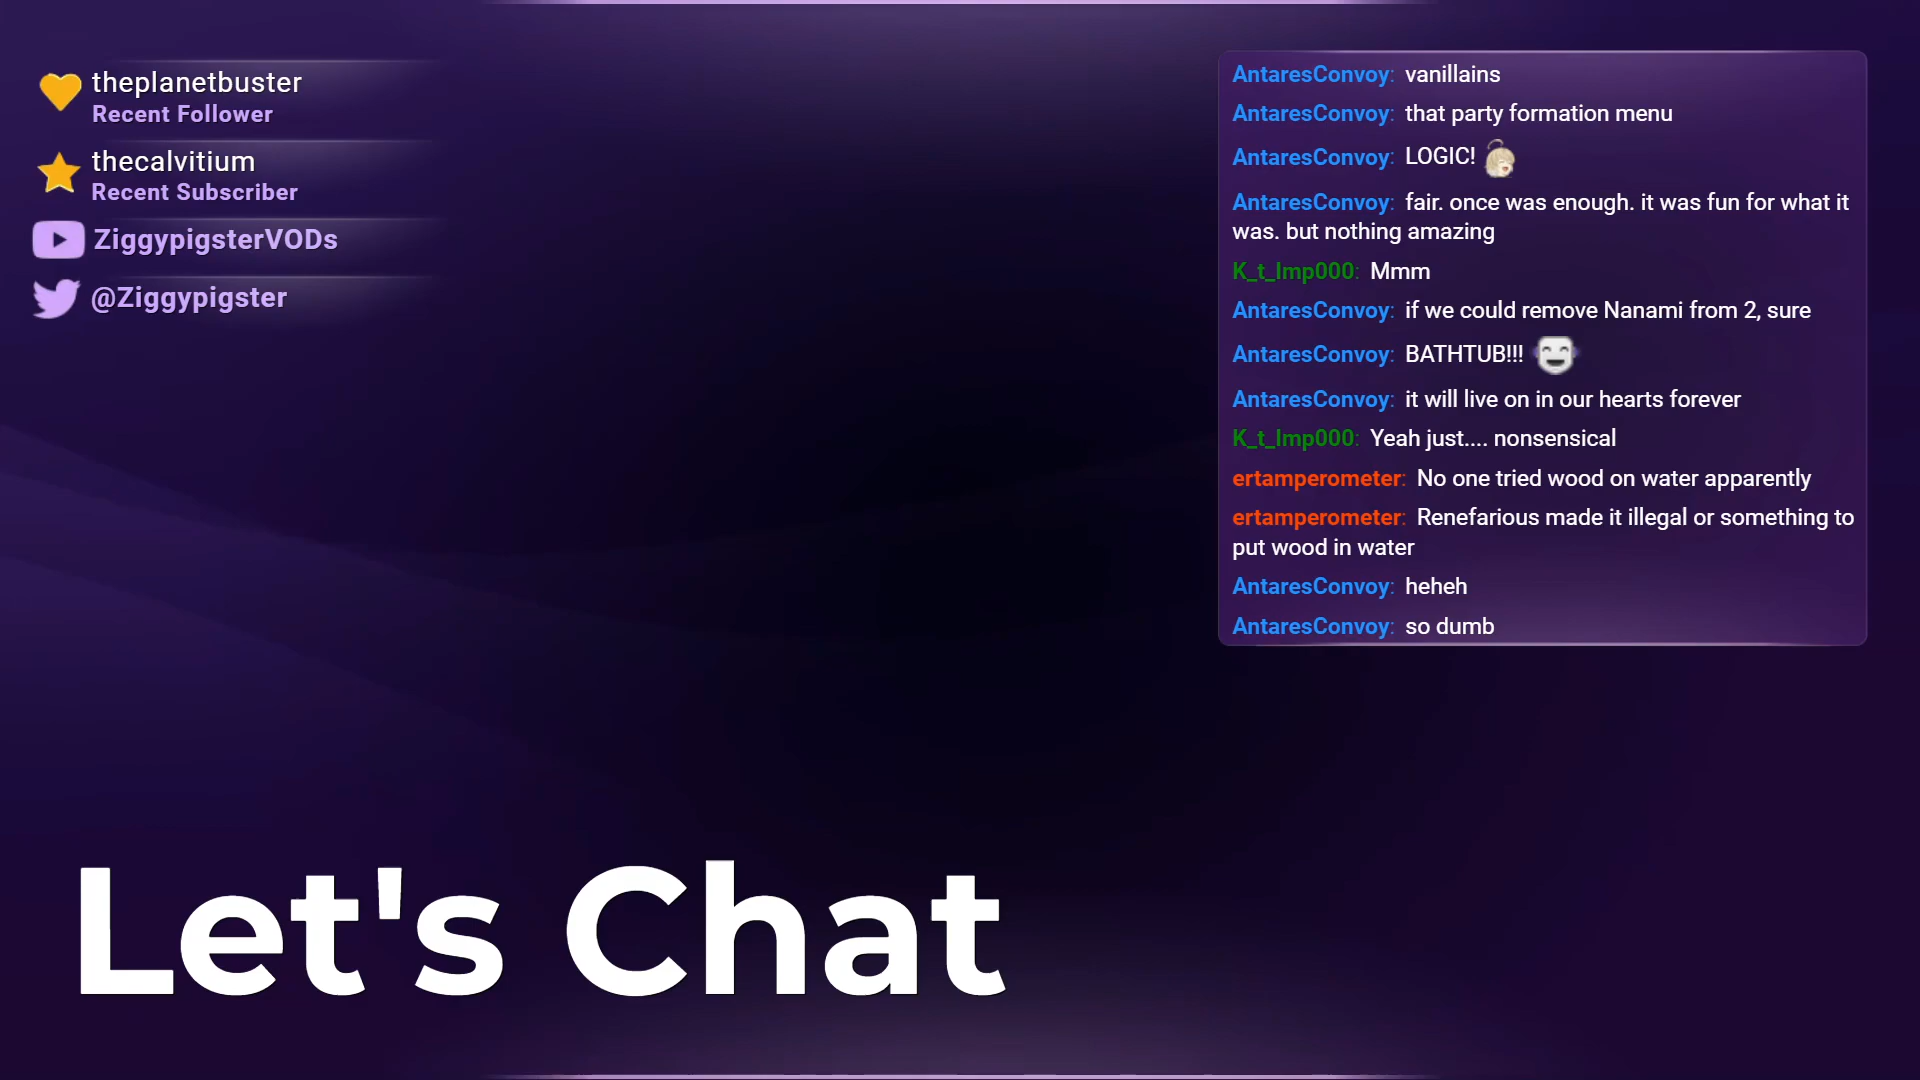 theplanetbuster
Recent Follower
thecalvitium
Recent Subscriber
ZiggypigsterVODs
@Ziggypigster
AntaresConvoy: vanillains
AntaresConvoy: that party formation menu
AntaresConvoy: LOGIC!
AntaresConvoy: fair. once was enough. it was fun for what it
was. but nothing amazing
K_t_Imp000: Mmm
AntaresConvoy: if we could remove Nanami from 2, sure
AntaresConvoy: BATHTUB!!!
AntaresConvoy: it will live on in our hearts forever
K_t_Imp000: Yeah just.... nonsensical
ertamperometer: No one tried wood on water apparently
ertamperometer: Renefarious made it illegal or something to
put wood in water
AntaresConvoy: heheh
AntaresConvoy: so dumb
Let's Chat